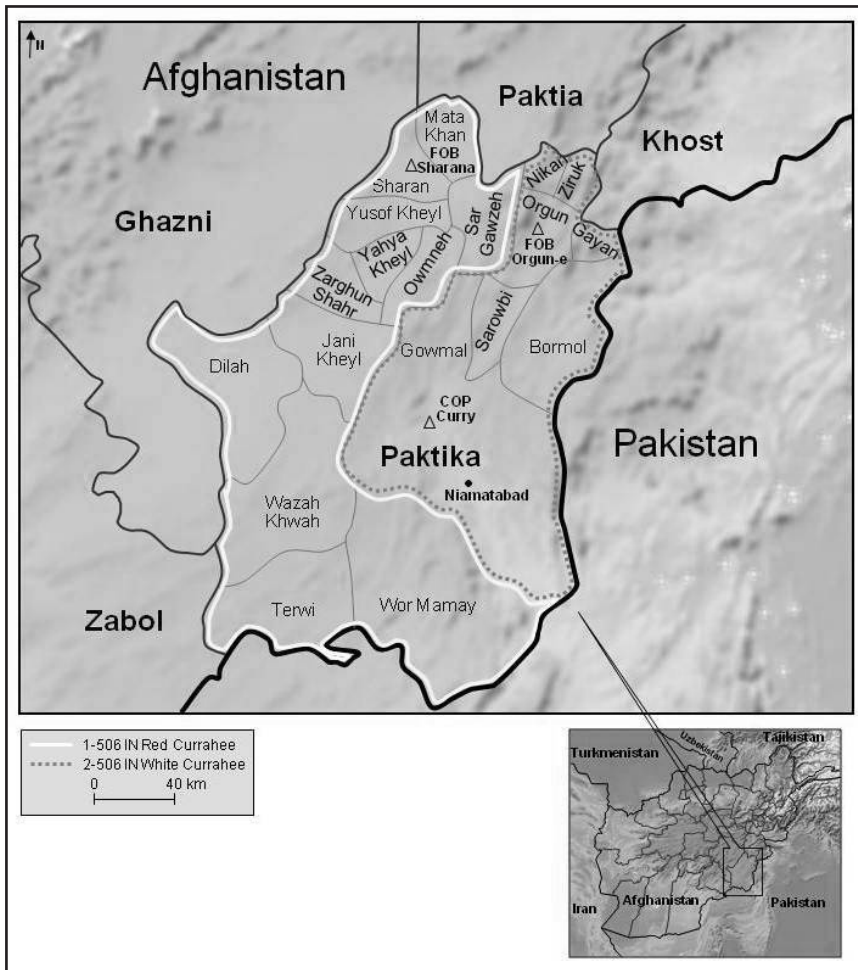 N
Afghanistan
Paktia
Mata
Khan
FOB
Sharana
Khost
Nikan
Ziruk
Sharan
Ghazni
Yusof Kheyl
Sar
Gawzeh
Orgun
FOB
Orgun-e
Gayan
Yahya
Kheyl
Owmneh
Zarghun
Shahr
Sarowbi
Jani
Kheyl
Gowmal
Bormol
Dilah
COP
Curry
Pakistan
Paktika
Niamatabad
Wazah
Khwah
Zabol
Terwi
Wor Mamay
1-506 IN Red Currahee
2-506 IN White Currahee
0 40 km
Uzbekistan
Tajikistan
Turkmenistan
Afghanistan
Iran
Pakistan